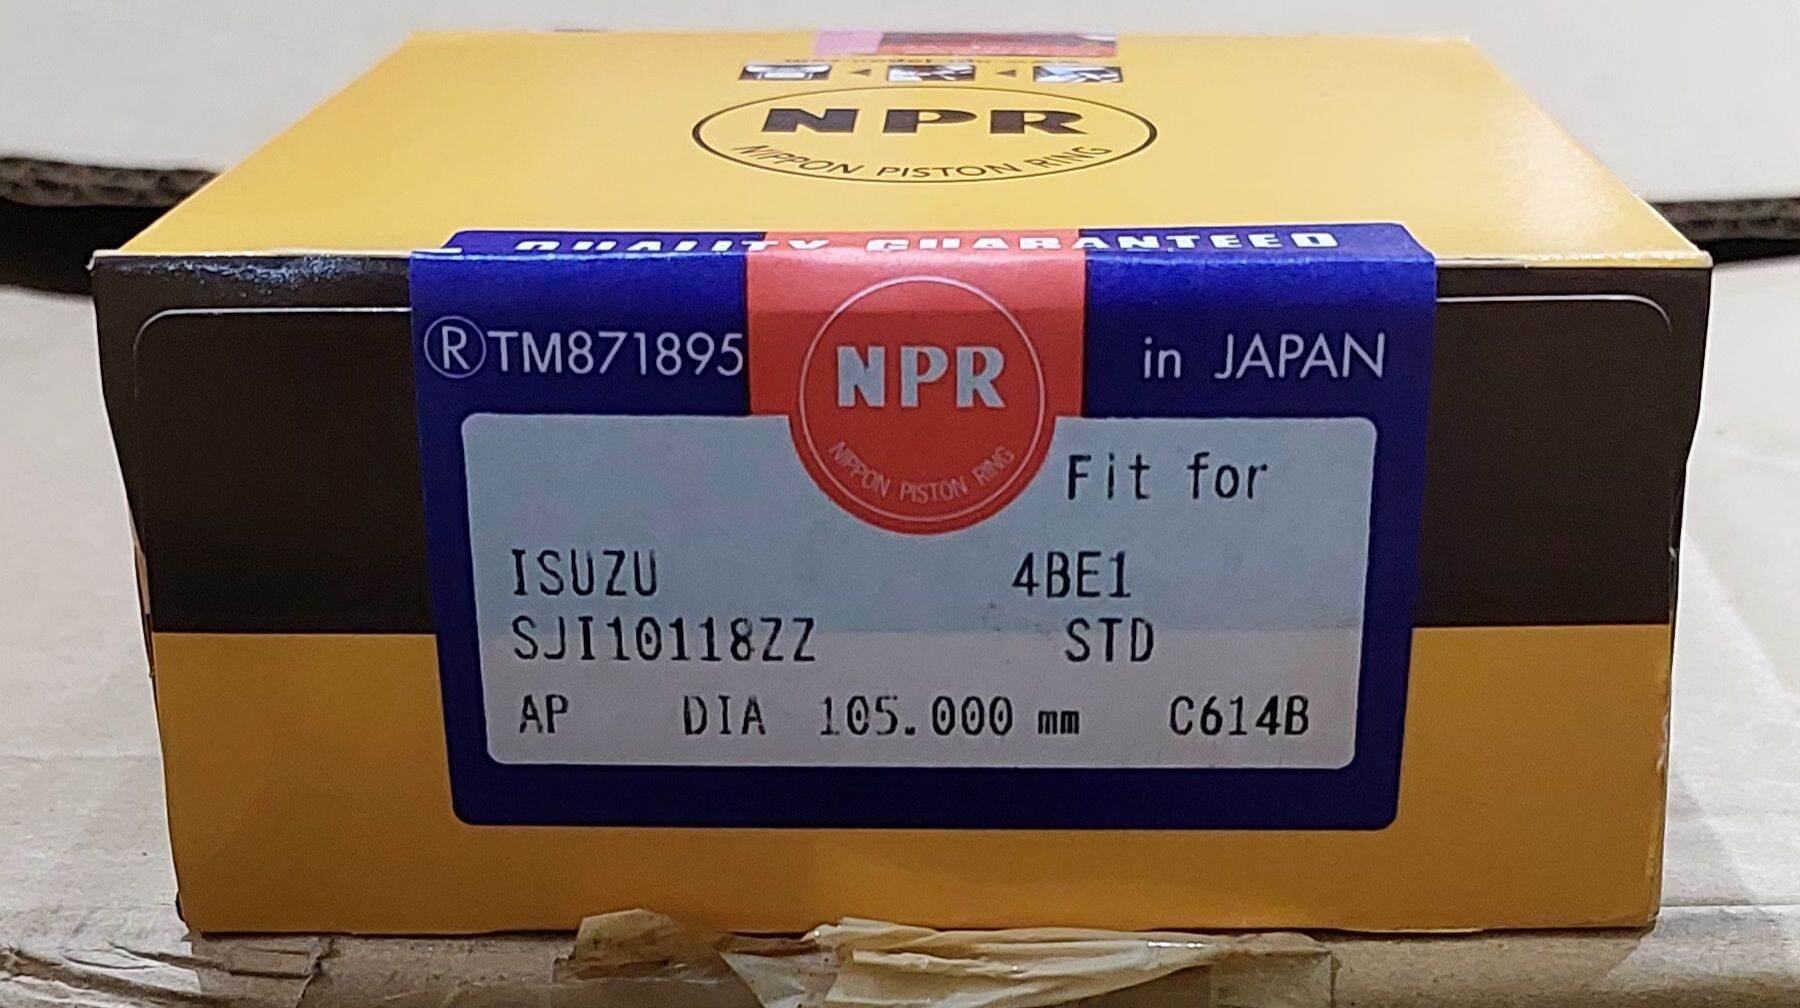 NPR
NIPPON PISTON RING
QUALITY GUARANTEED
®TM871895
NPR
NIPPON PISTON RING
in JAPAN
Fit for
ISUZU 4BE1
SJI10118ZZ STD
AP DIA 105.000 mm C614B